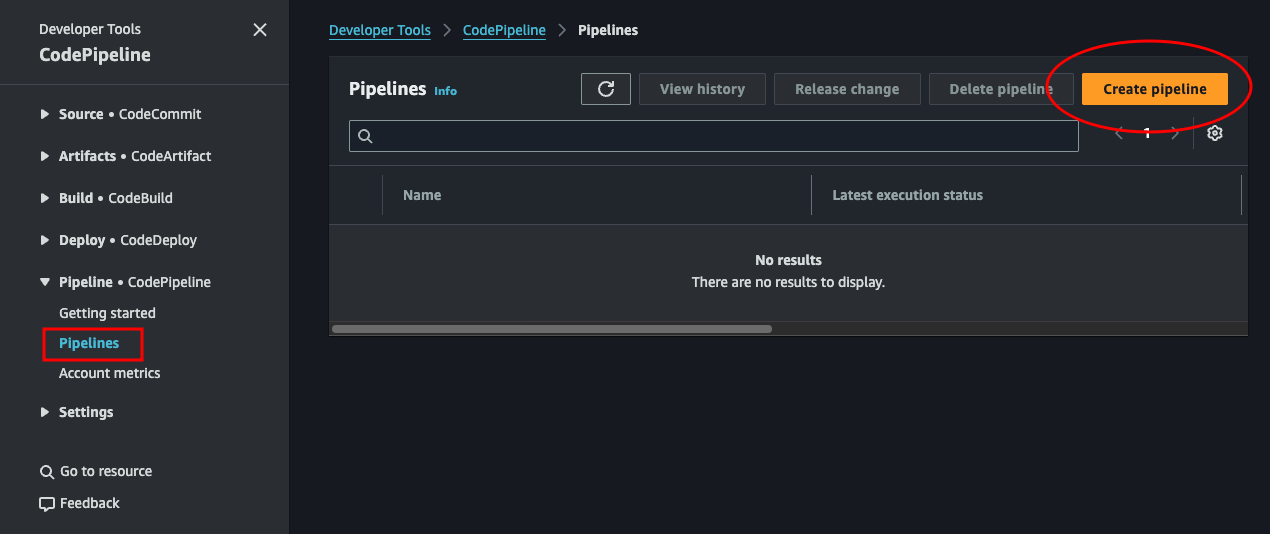 Developer Tools
CodePipeline
Source • CodeCommit
Artifacts • CodeArtifact
Build • CodeBuild
Deploy • CodeDeploy
Pipeline • CodePipeline
Getting started
Pipelines
Account metrics
Settings
Go to resource
Feedback
Developer Tools > CodePipeline > Pipelines
Pipelines Info View history Release change Delete pipeline Create pipeline
1
Name Latest execution status
No results
There are no results to display.